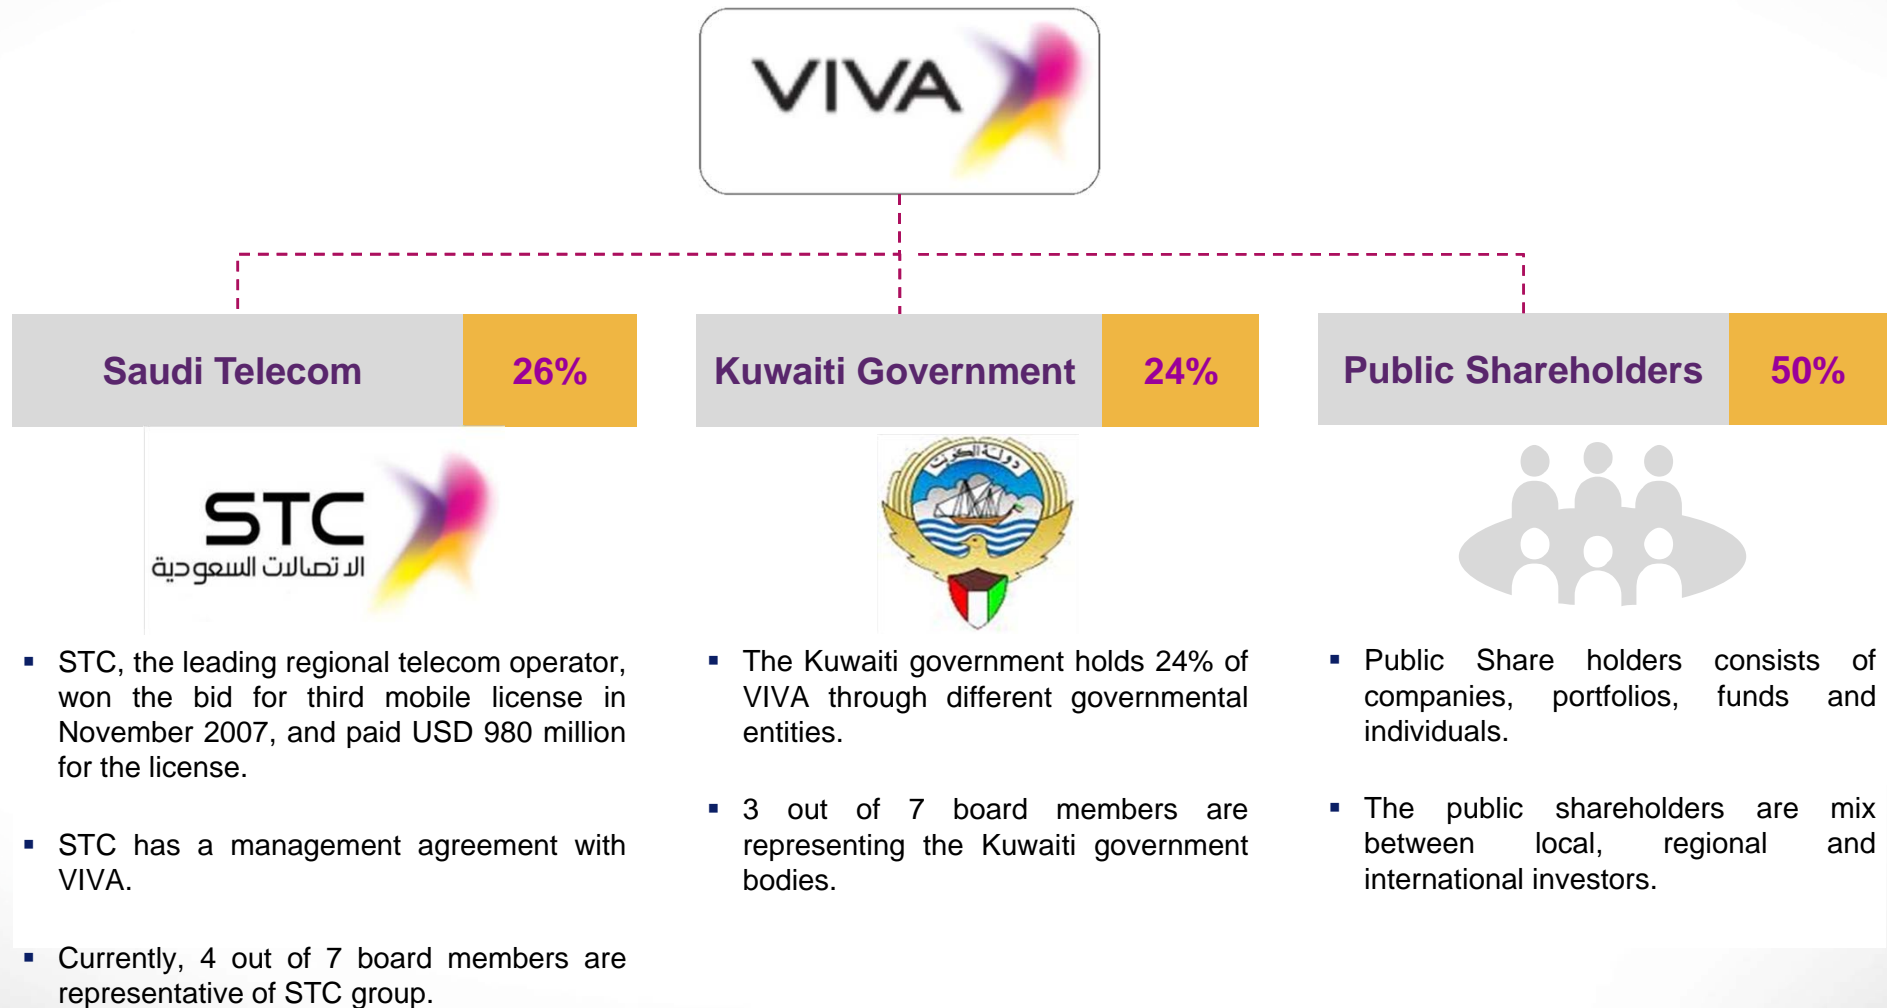 VIVA
Saudi Telecom 26%
STC
الاتصالات السعودية
▪ STC, the leading regional telecom operator,
won the bid for third mobile license in
November 2007, and paid USD 980 million
for the license.
▪ STC has a management agreement with
VIVA.
▪ Currently, 4 out of 7 board members are
representative of STC group.
Kuwaiti Government 24%
دولة الكويت
▪ The Kuwaiti government holds 24% of
VIVA through different governmental
entities.
▪ 3 out of 7 board members are
representing the Kuwaiti government
bodies.
Public Shareholders 50%
▪ Public Share holders consists of
companies, portfolios, funds and
individuals.
▪ The public shareholders are mix
between local, regional and
international investors.